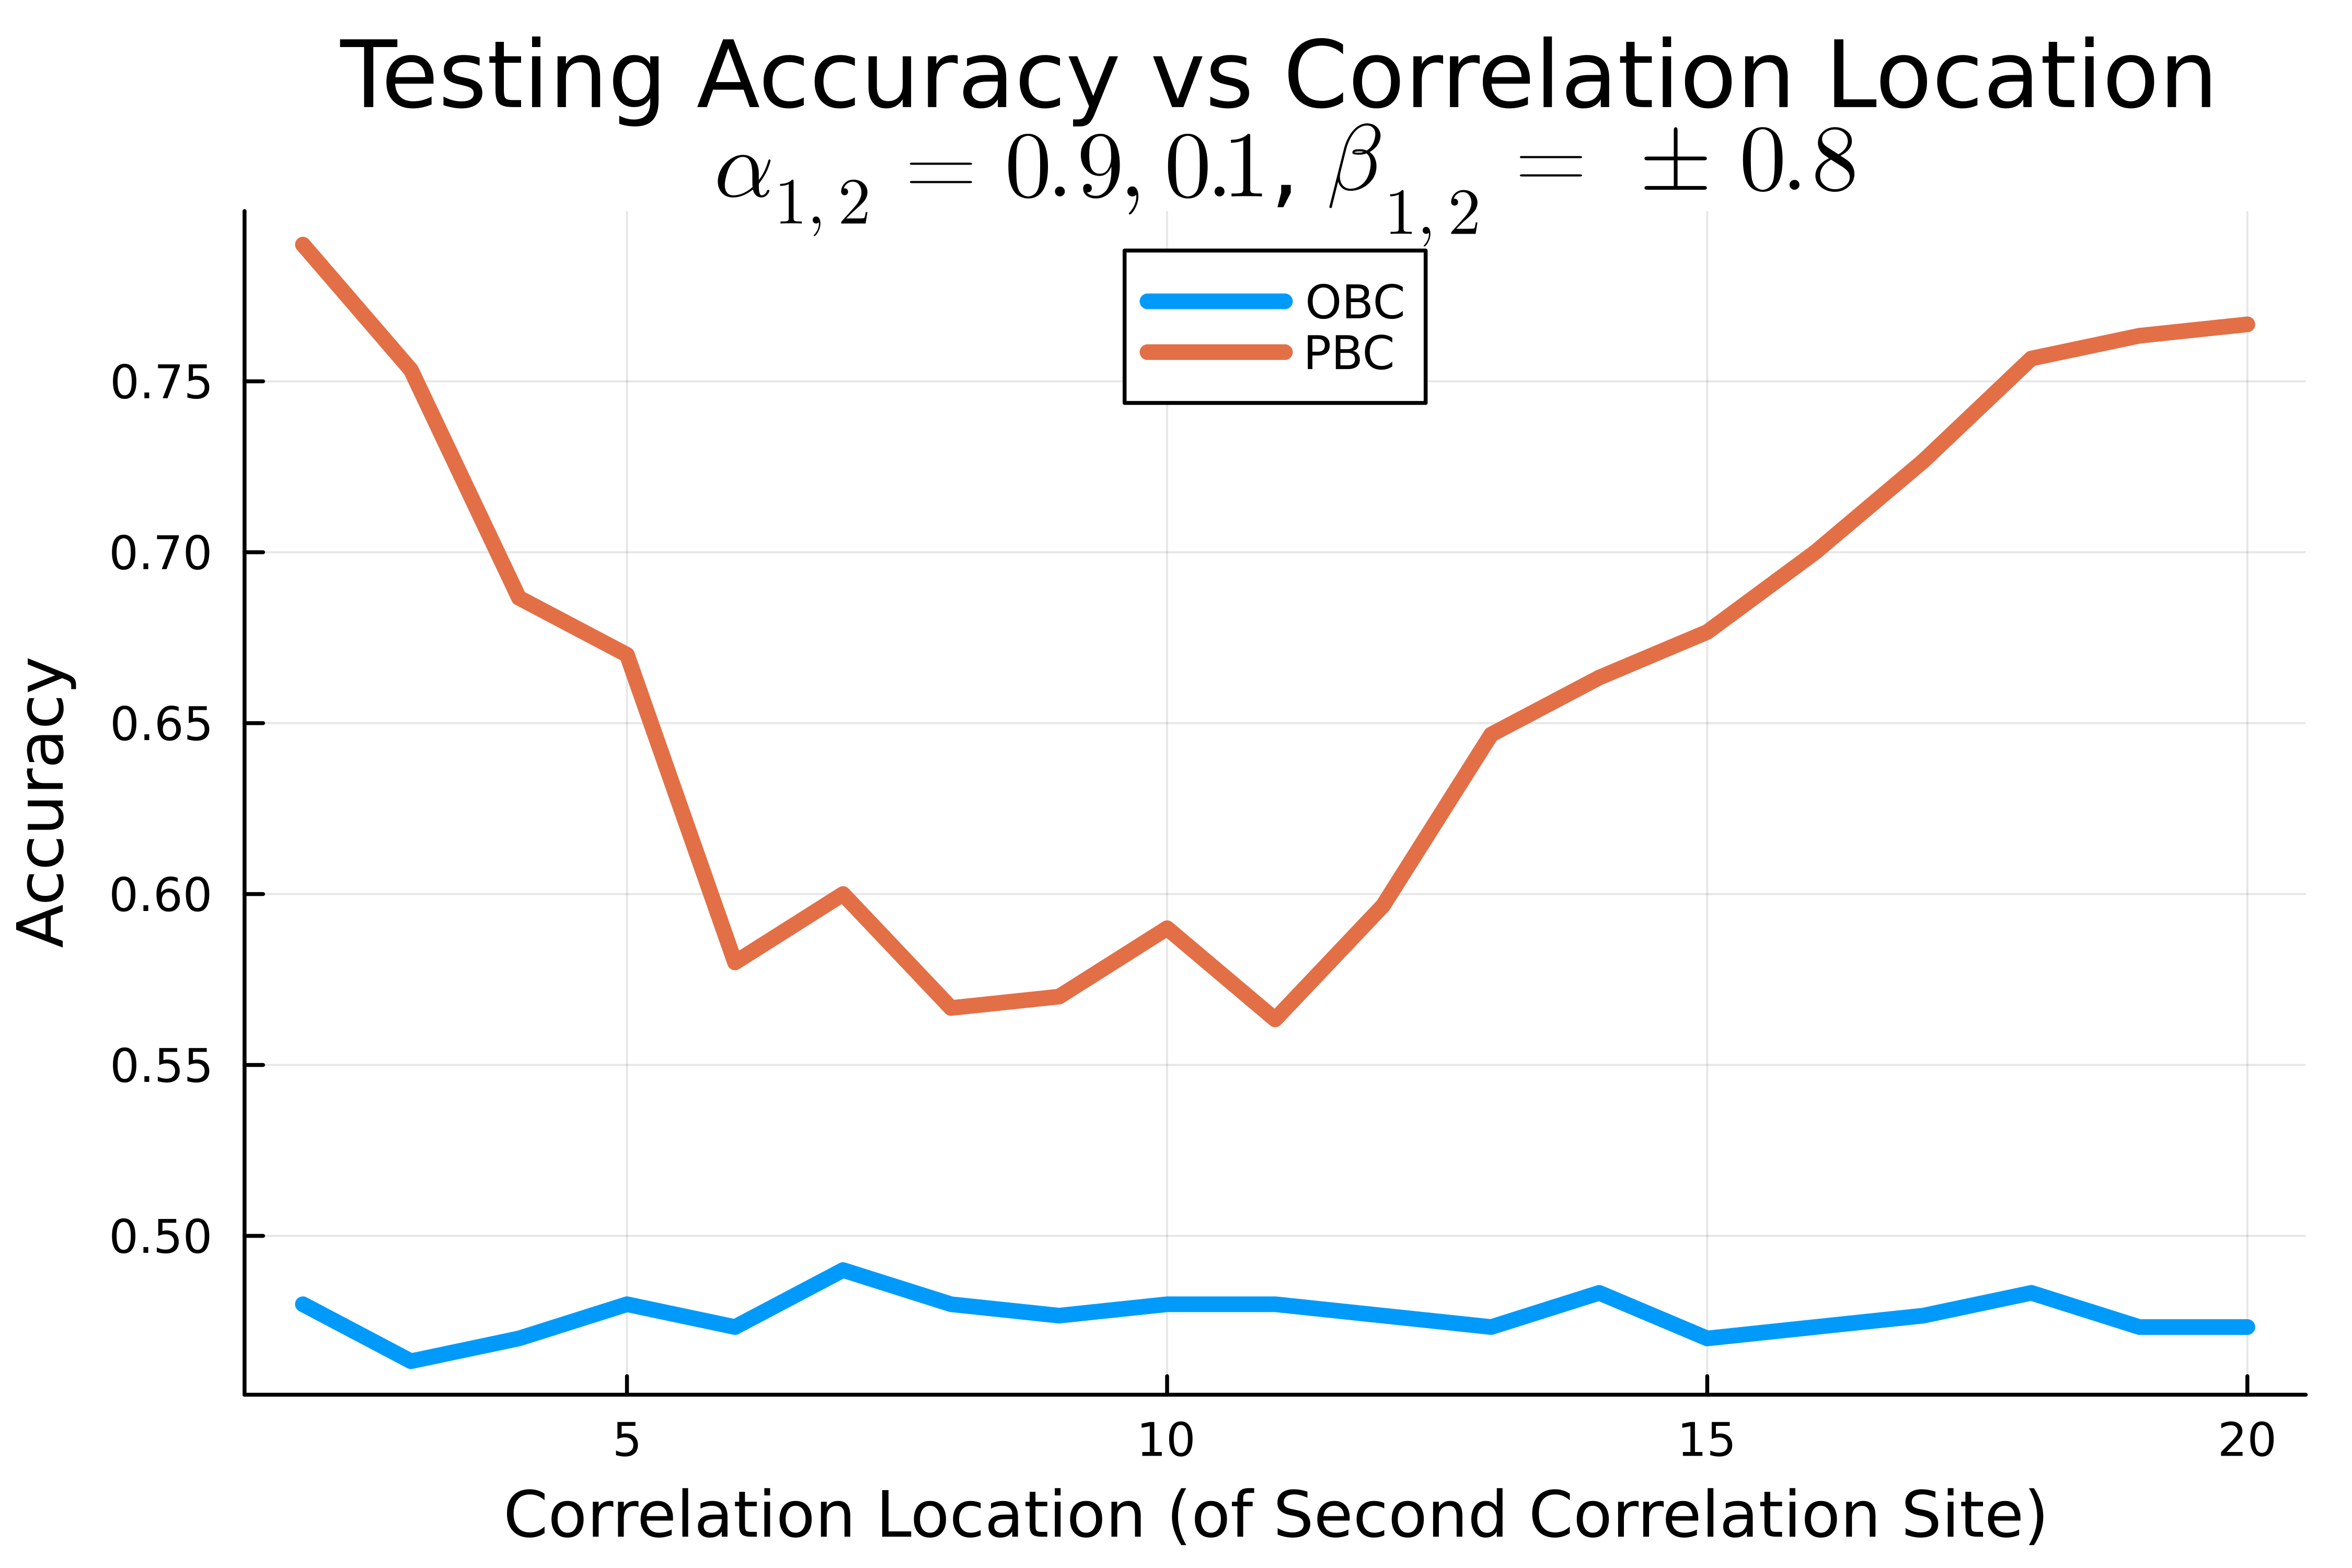 Testing Accuracy vs Correlation Location
α₁,₂ = 0.9, 0.1, β₁,₂ = ± 0.8
OBC
PBC
0.75
0.70
0.65
0.60
0.55
0.50
Accuracy
5 10 15 20
Correlation Location (of Second Correlation Site)